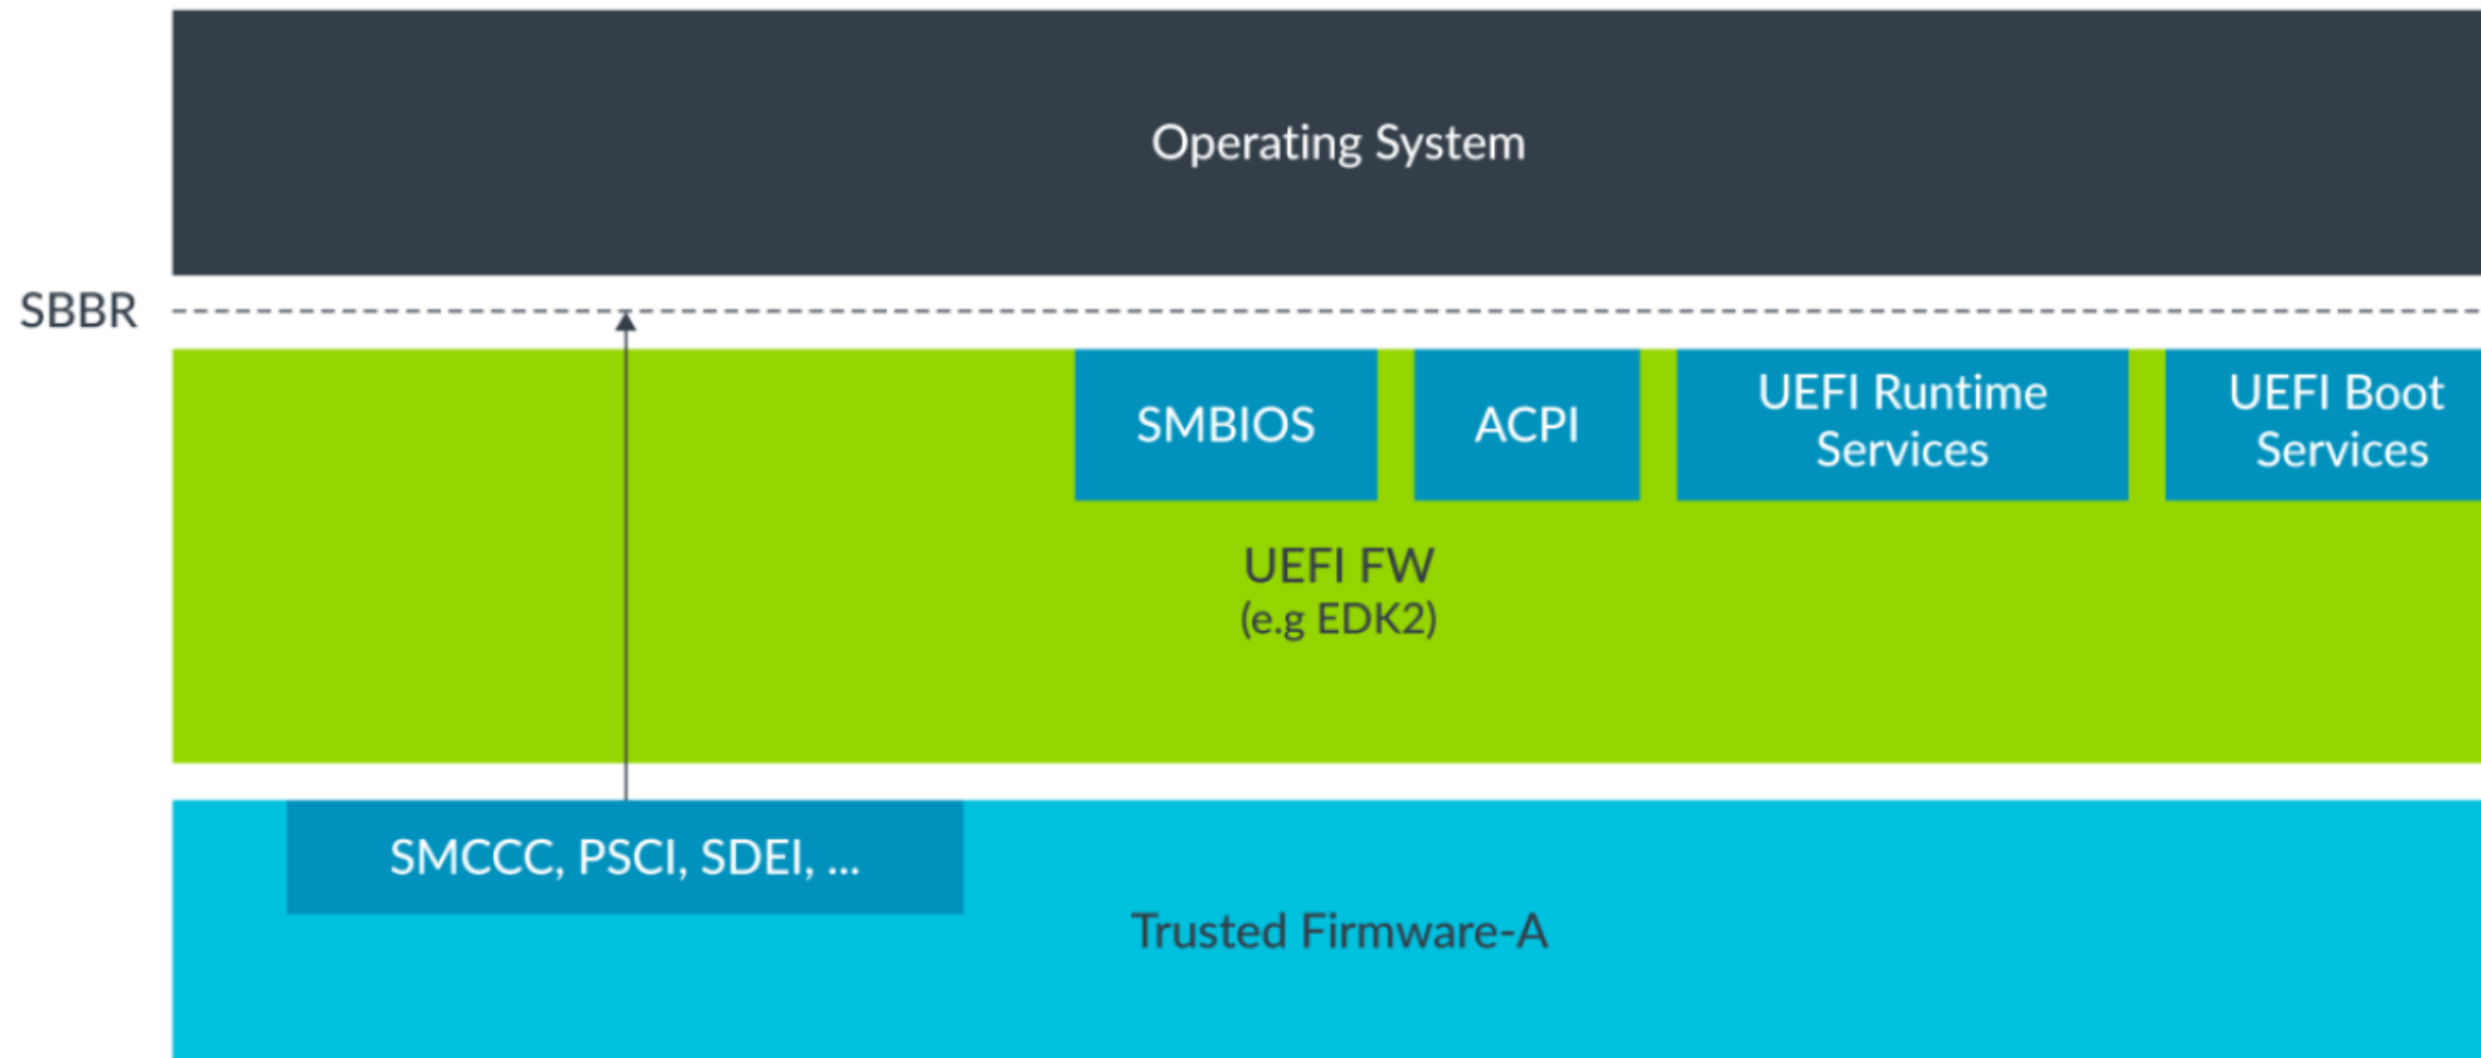 Operating System
SBBR
SMBIOS
ACPI
UEFI Runtime
Services
UEFI Boot
Services
UEFI FW
(e.g EDK2)
SMCCC, PSCI, SDEI, ...
Trusted Firmware-A